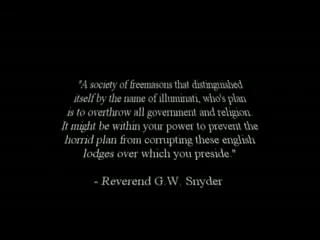 "A society of freemasons that distinguished
itself by the name of illuminati, who's plan
is to overthrow all government and religion.
It might be within your power to prevent the
horrid plan from corrupting these english
lodges over which you preside."
- Reverend G.W. Snyder